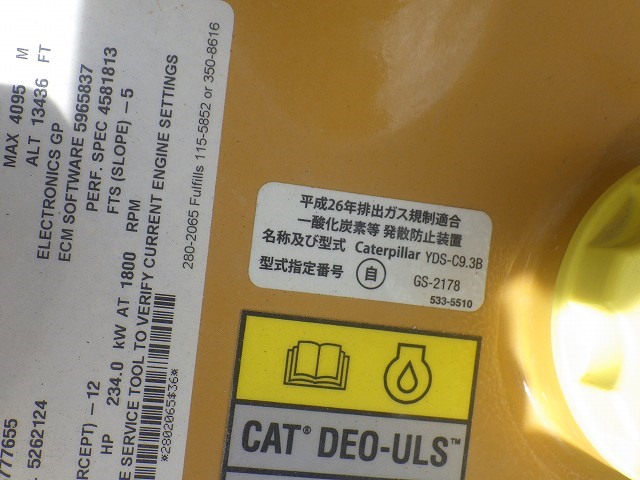 MAX 4095 M
ALT 13436 FT
ELECTRONICS GP
ECM SOFTWARE 5965837
PERF. SPEC 4581813
FTS (SLOPE) -5
777655
5262124
RCEPT) -12
HP 234.0 kW AT 1800 RPM
E SERVICE TOOL TO VERIFY CURRENT ENGINE SETTINGS
*2802065$36*
280-2065 Fulfills 115-5852 or 350-8616
平成26年排出ガス規制適合
一酸化炭素等発散防止装置
名称及び型式 Caterpillar YDS-C9.3B
型式指定番号 自 GS-2178
533-5510
CAT® DEO-ULS™